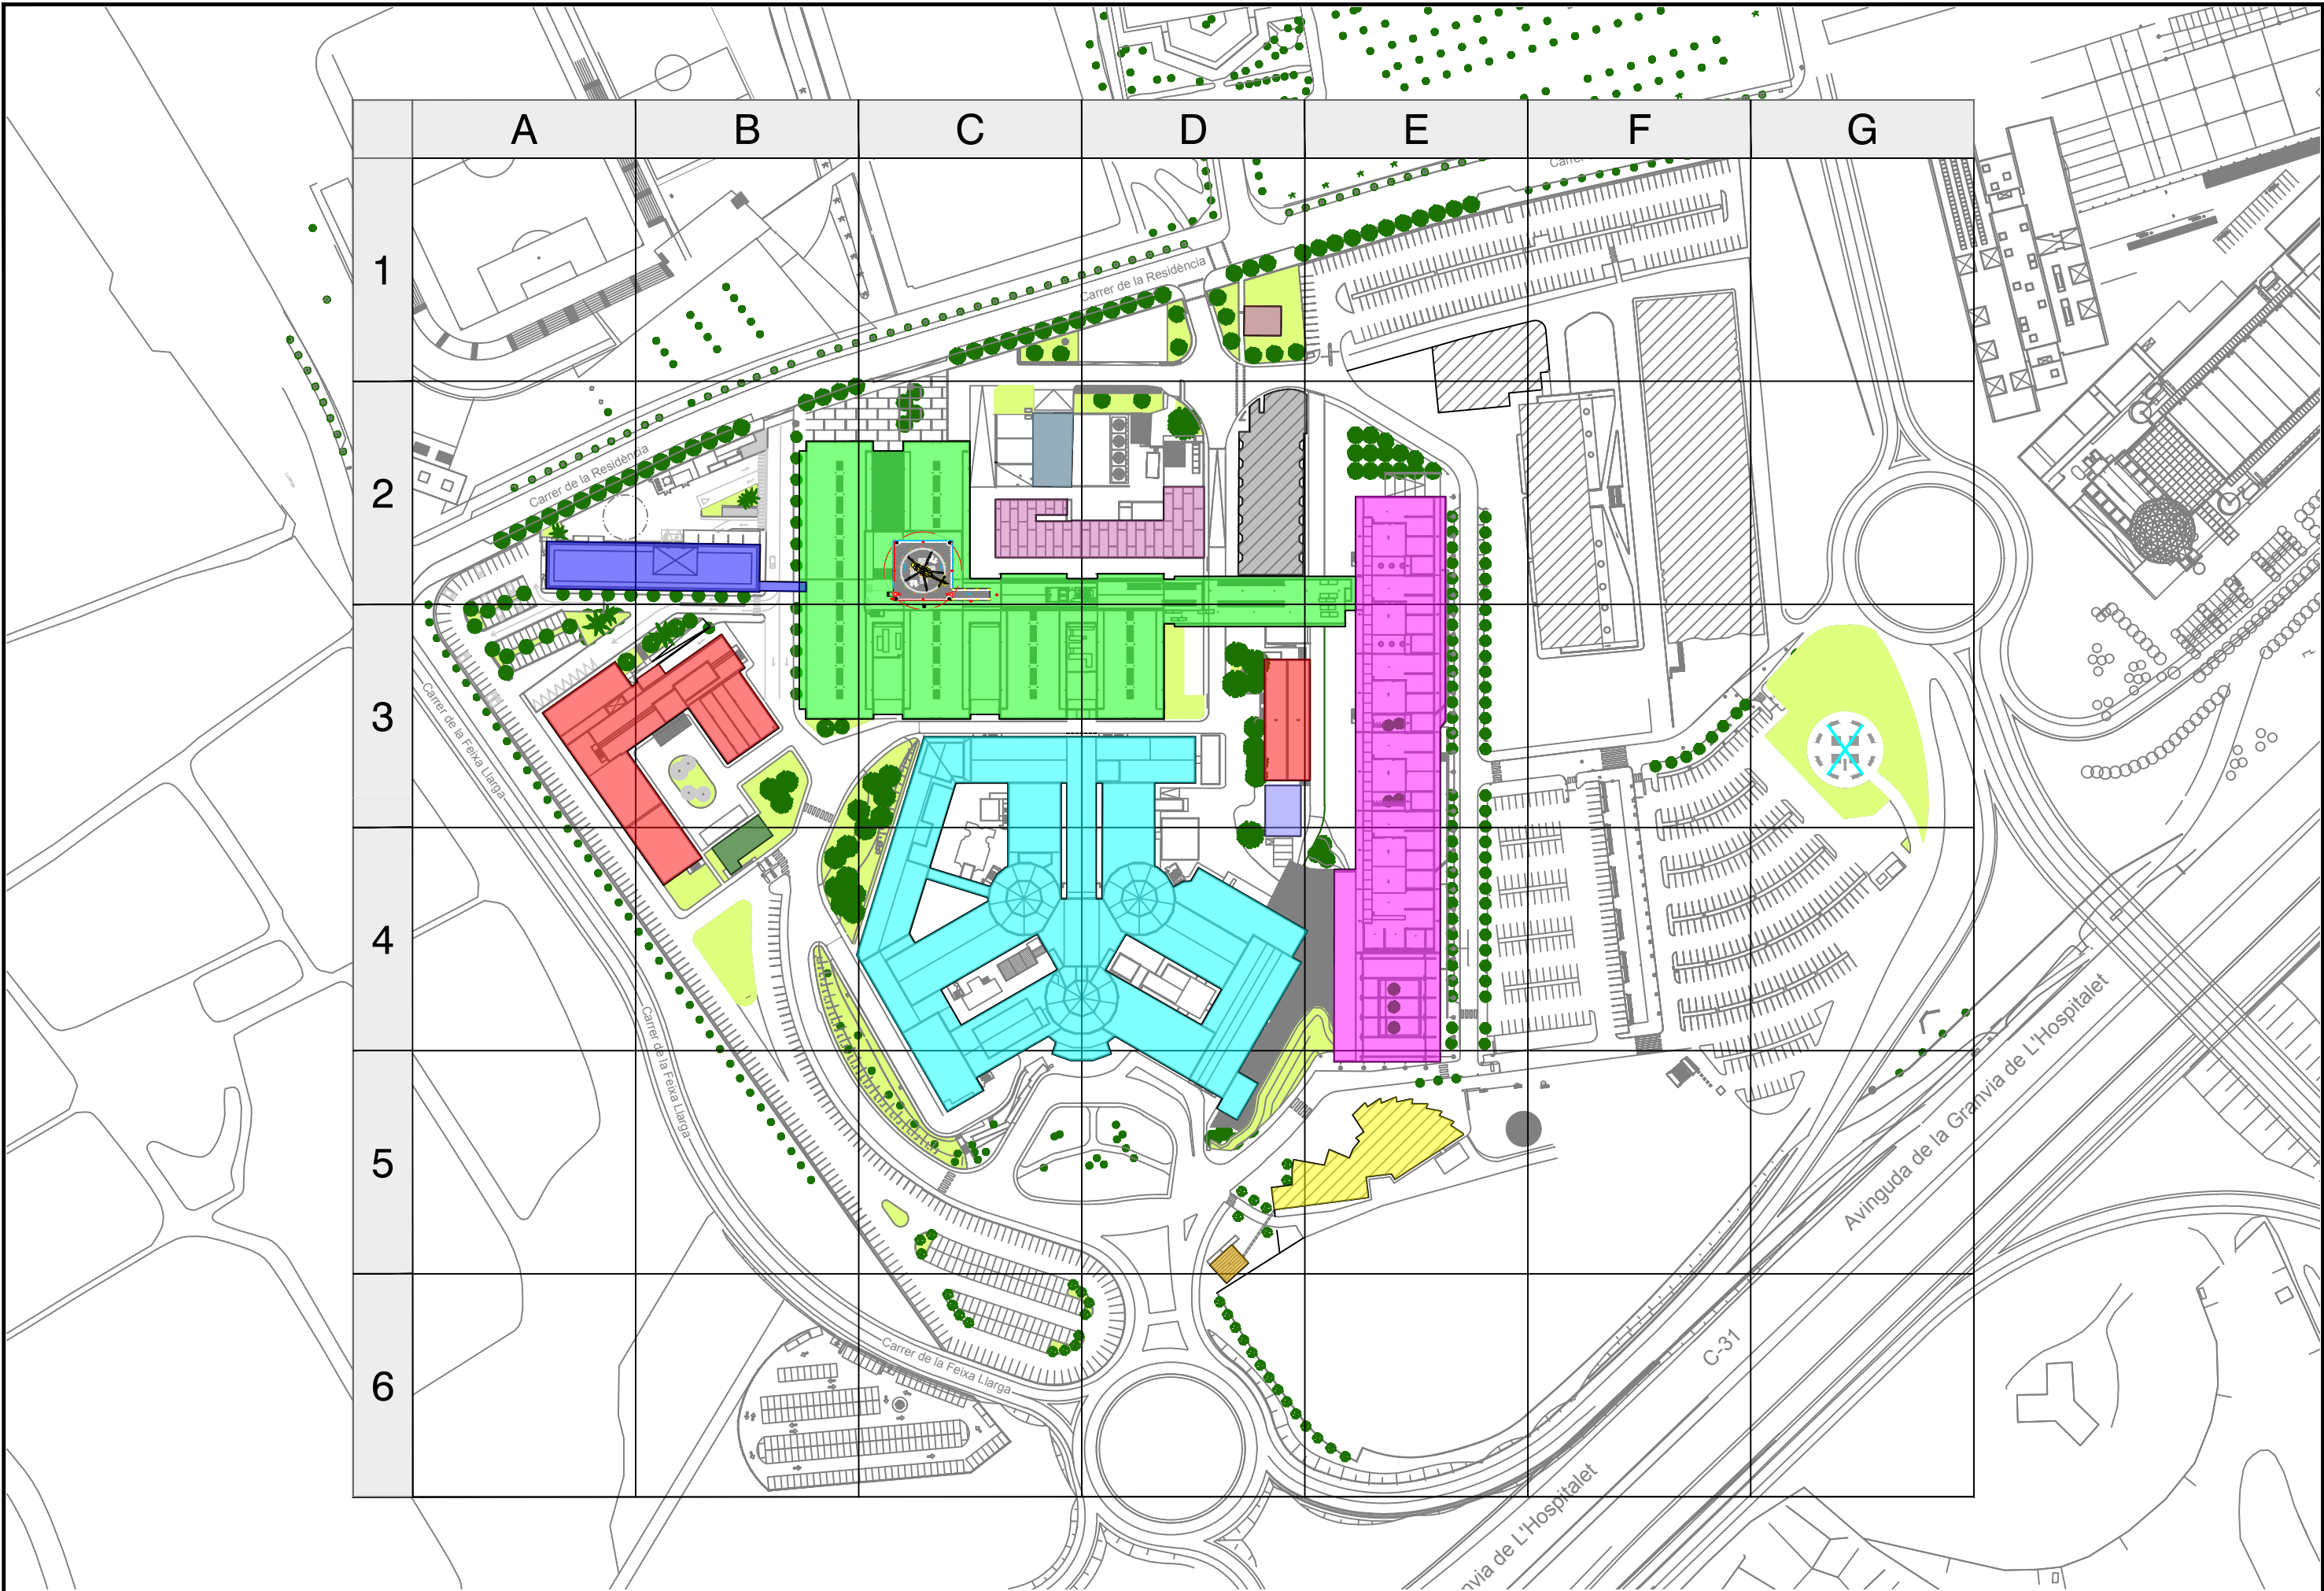 A B C D E F G
Carrer
1
Carrer de la Residència
2
Carrer de la Residència
3
Carrer de la Feixa Llarga
4
Carrer de la Feixa Llarga
Avinguda de la Granvia de L'Hospitalet
5
C-31
6
Carrer de la Feixa Llarga
nvia de L'Hospitalet